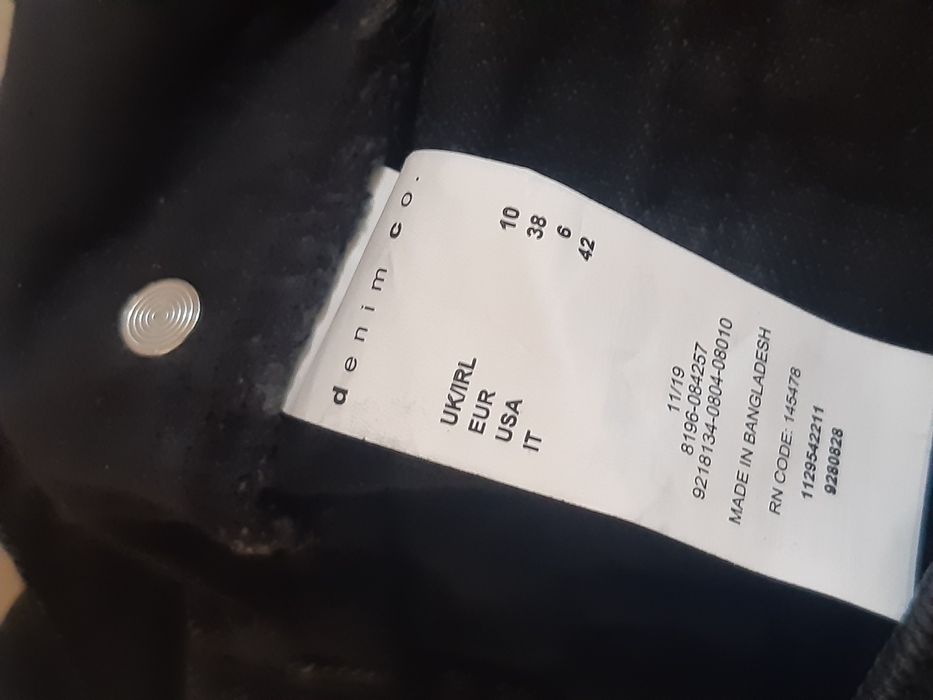 denim co.
UK/IRL 10
EUR 38
USA 6
IT 42
11/19
8196-084257
9218134-0804-08010
MADE IN BANGLADESH
RN CODE: 145478
1129542211
9280828